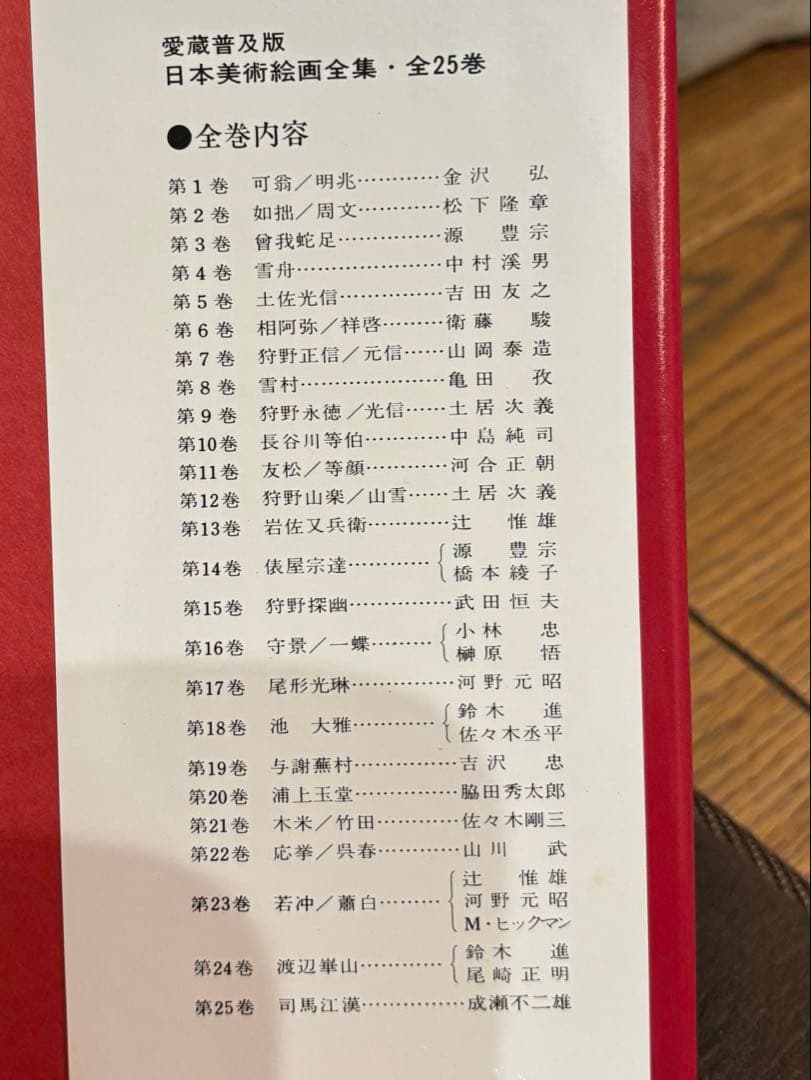 愛蔵普及版
日本美術絵画全集・全25巻
●全巻内容
第1巻 可翁／明兆…………金沢 弘
第2巻 如拙／周文…………松下隆章
第3巻 曾我蛇足……………源 豊宗
第4巻 雪舟…………………中村溪男
第5巻 土佐光信……………吉田友之
第6巻 相阿弥／祥啓………衛藤 駿
第7巻 狩野正信／元信……山岡泰造
第8巻 雪村…………………亀田 孜
第9巻 狩野永徳／光信……土居次義
第10巻 長谷川等伯…………中島純司
第11巻 友松／等顔…………河合正朝
第12巻 狩野山楽／山雪……土居次義
第13巻 岩佐又兵衛…………辻 惟雄
第14巻 俵屋宗達…………{源 豊宗
橋本綾子
第15巻 狩野探幽……………武田恒夫
第16巻 守景／一蝶………{小林 忠
榊原 悟
第17巻 尾形光琳……………河野元昭
第18巻 池 大雅…………{鈴木 進
佐々木丞平
第19巻 与謝蕪村……………吉沢 忠
第20巻 浦上玉堂……………脇田秀太郎
第21巻 木米／竹田…………佐々木剛三
第22巻 応挙／呉春…………山川 武
第23巻 若冲／蕭白………{辻 惟雄
河野元昭
M・ヒックマン
第24巻 渡辺崋山…………{鈴木 進
尾崎正明
第25巻 司馬江漢……………成瀬不二雄